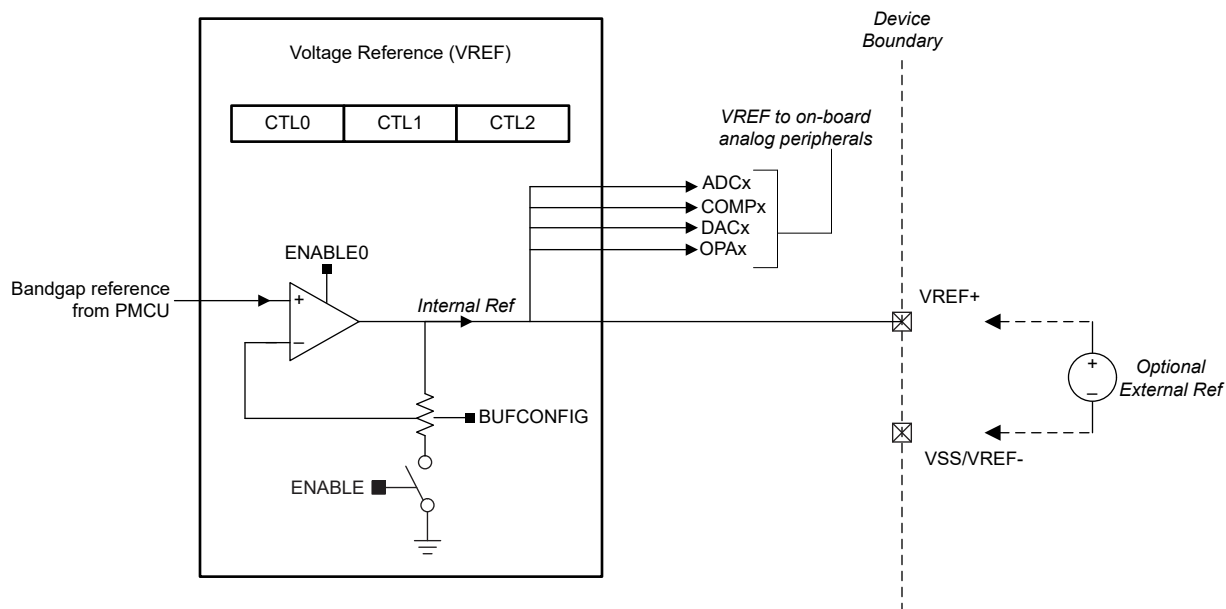 Device
Boundary
Voltage Reference (VREF)
CTL0 CTL1 CTL2
VREF to on-board
analog peripherals
ADCx
COMPx
DACx
OPAx
ENABLE0
Bandgap reference
from PMCU
+
−
Internal Ref
VREF+
BUFCONFIG
+
−
Optional
External Ref
VSS/VREF-
ENABLE